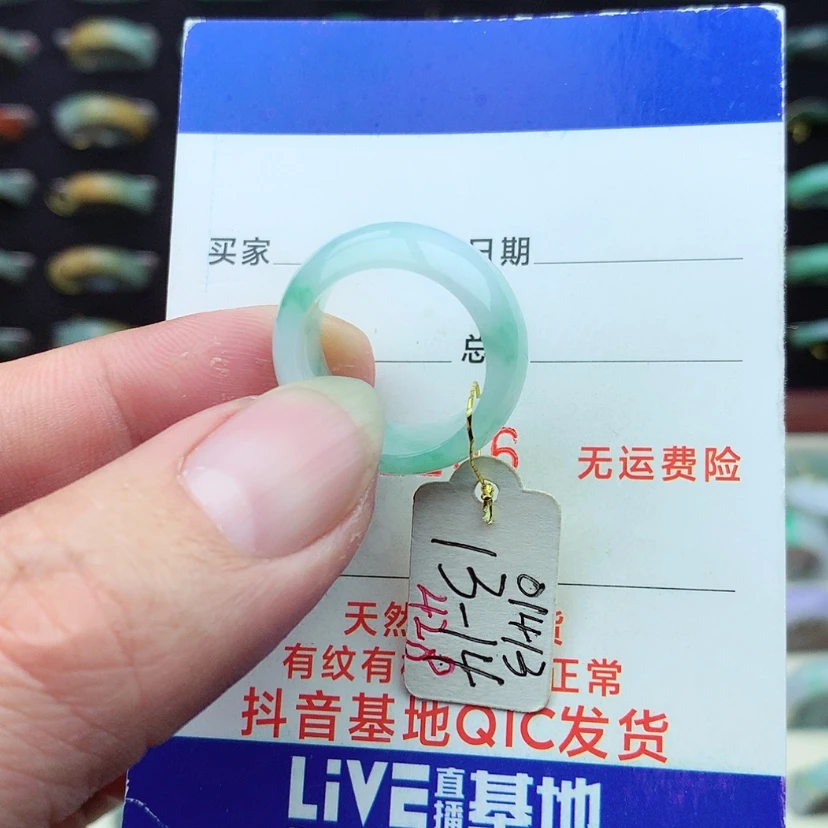 买家 日期
总
6 无运费险
01443
13-14
428
天然 货
有纹有 正常
抖音基地QIC发货
LiVE直播基地